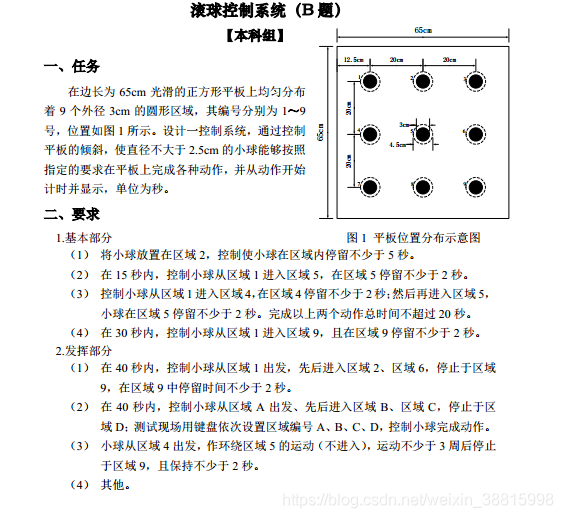 滚球控制系统（B 题）
【本科组】
一、任务
在边长为 65cm 光滑的正方形平板上均匀分布
着 9 个外径 3cm 的圆形区域，其编号分别为 1～9
号，位置如图 1 所示。设计一控制系统，通过控制
平板的倾斜，使直径不大于 2.5cm 的小球能够按照
指定的要求在平板上完成各种动作，并从动作开始
计时并显示，单位为秒。
65cm
12.5cm
20cm
20cm
1
20cm
65cm
3cm
4
5
6
4.5cm
20cm
7
图 1 平板位置分布示意图
二、要求
1.基本部分
（1） 将小球放置在区域 2，控制使小球在区域内停留不少于 5 秒。
（2） 在 15 秒内，控制小球从区域 1 进入区域 5，在区域 5 停留不少于 2 秒。
（3） 控制小球从区域 1 进入区域 4，在区域 4 停留不少于 2 秒；然后再进入区域 5，
小球在区域 5 停留不少于 2 秒。完成以上两个动作总时间不超过 20 秒。
（4） 在 30 秒内，控制小球从区域 1 进入区域 9，且在区域 9 停留不少于 2 秒。
2.发挥部分
（1） 在 40 秒内，控制小球从区域 1 出发，先后进入区域 2、区域 6，停止于区域
9，在区域 9 中停留时间不少于 2 秒。
（2） 在 40 秒内，控制小球从区域 A 出发、先后进入区域 B、区域 C，停止于区
域 D；测试现场用键盘依次设置区域编号 A、B、C、D，控制小球完成动作。
（3） 小球从区域 4 出发，作环绕区域 5 的运动（不进入），运动不少于 3 周后停止
于区域 9，且保持不少于 2 秒。
（4） 其他。
https://blog.csdn.net/weixin_38815998